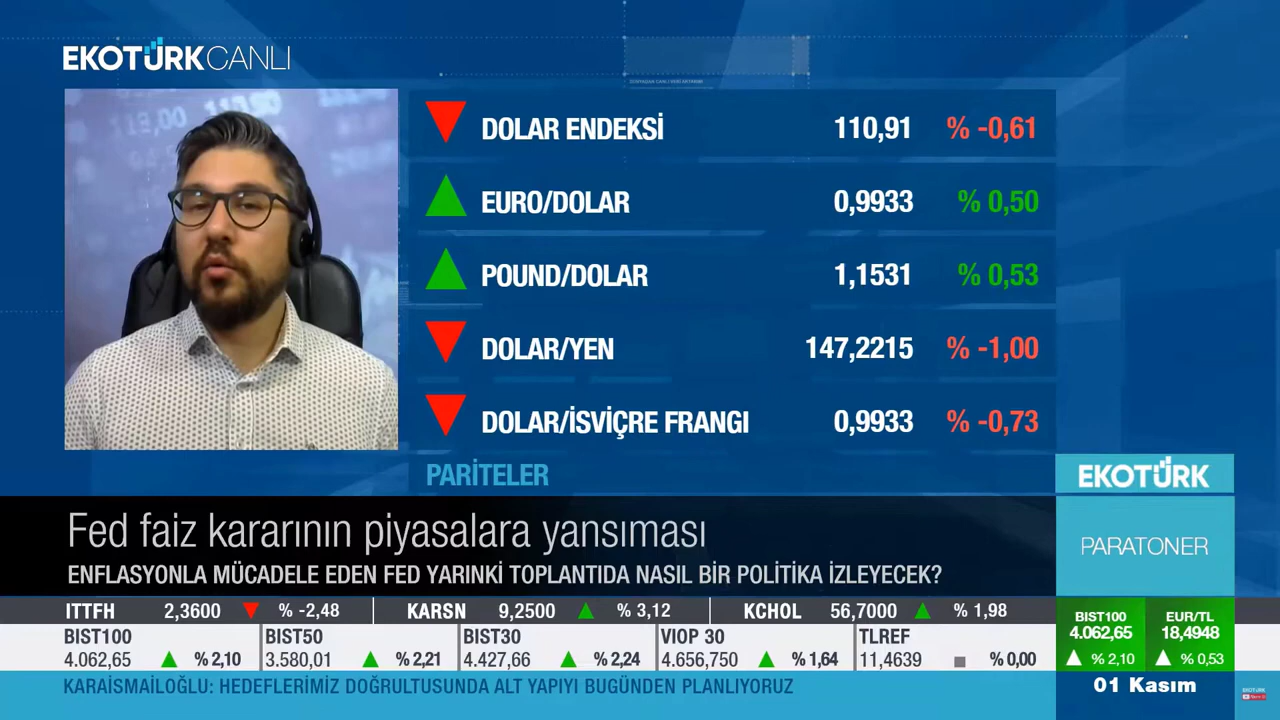 EKOTÜRK CANLI
DOLAR ENDEKSİ 110,91 % -0,61
EURO/DOLAR 0,9933 % 0,50
POUND/DOLAR 1,1531 % 0,53
DOLAR/YEN 147,2215 % -1,00
DOLAR/İSVİÇRE FRANGI 0,9933 % -0,73
PARİTELER
EKOTÜRK
PARATONER
Fed faiz kararının piyasalara yansıması
ENFLASYONLA MÜCADELE EDEN FED YARINKİ TOPLANTIDA NASIL BİR POLİTİKA İZLEYECEK?
ITTFH 2,3600 % -2,48 KARSN 9,2500 % 3,12 KCHOL 56,7000 % 1,98
BIST100 BIST50 BIST30 VIOP 30 TLREF
4.062,65 % 2,10 3.580,01 % 2,21 4.427,66 % 2,24 4.656,750 % 1,64 11,4639 % 0,00
BIST100 EUR/TL
4.062,65 18,4948
% 2,10 % 0,53
KARAİSMAİLOĞLU: HEDEFLERİMİZ DOĞRULTUSUNDA ALT YAPIYI BUGÜNDEN PLANLIYORUZ
01 Kasım
EKOTÜRK